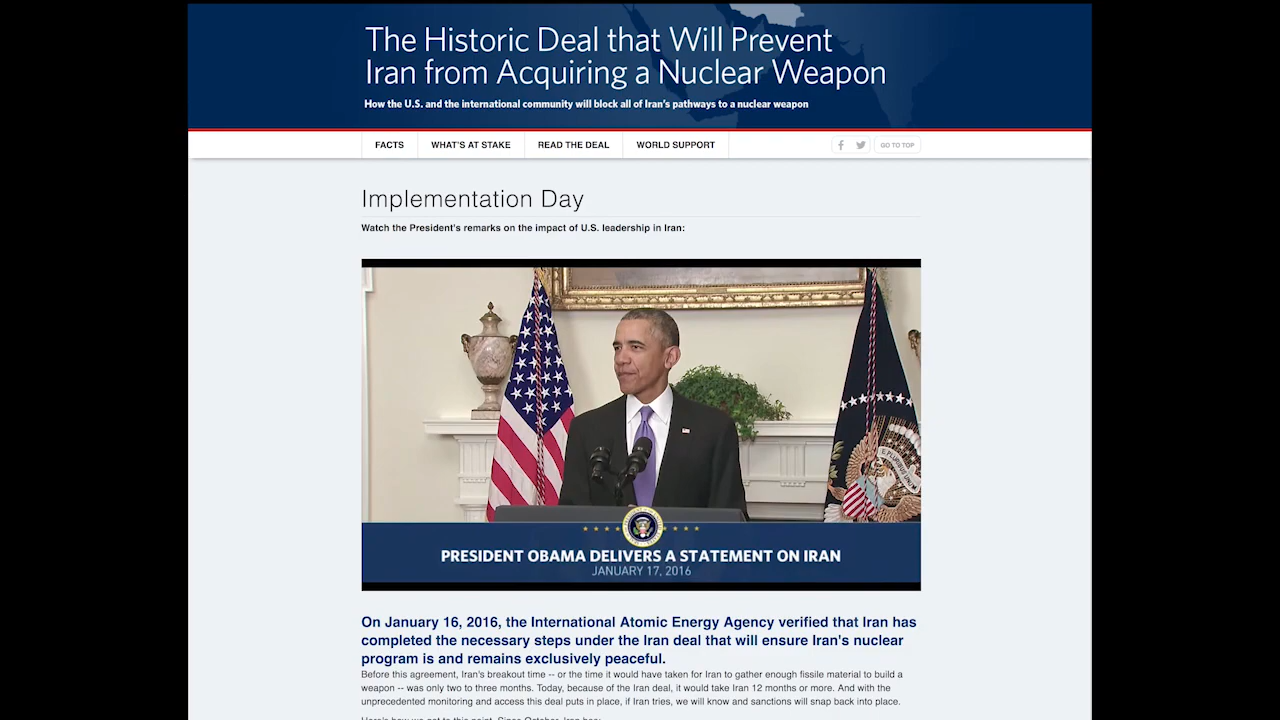 The Historic Deal that Will Prevent
Iran from Acquiring a Nuclear Weapon
How the U.S. and the international community will block all of Iran's pathways to a nuclear weapon
FACTS
WHAT'S AT STAKE
READ THE DEAL
WORLD SUPPORT
GO TO TOP
Implementation Day
Watch the President's remarks on the impact of U.S. leadership in Iran:
E PLURIBUS UNUM
PRESIDENT OBAMA DELIVERS A STATEMENT ON IRAN
JANUARY 17, 2016
On January 16, 2016, the International Atomic Energy Agency verified that Iran has
completed the necessary steps under the Iran deal that will ensure Iran's nuclear
program is and remains exclusively peaceful.
Before this agreement, Iran's breakout time -- or the time it would have taken for Iran to gather enough fissile material to build a
weapon -- was only two to three months. Today, because of the Iran deal, it would take Iran 12 months or more. And with the
unprecedented monitoring and access this deal puts in place, if Iran tries, we will know and sanctions will snap back into place.